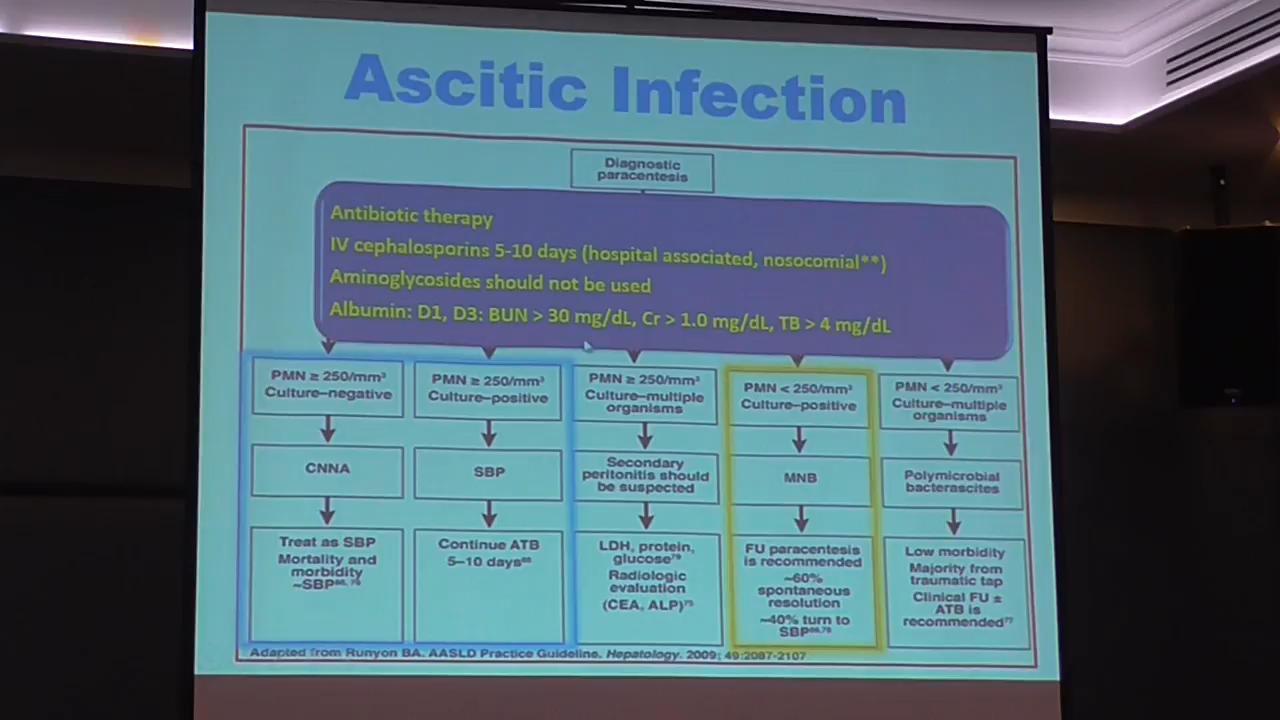 Ascitic Infection
Diagnostic
paracentesis
Antibiotic therapy
IV cephalosporins 5-10 days (hospital associated, nosocomial**)
Aminoglycosides should not be used
Albumin: D1, D3: BUN > 30 mg/dL, Cr > 1.0 mg/dL, TB > 4 mg/dL
PMN ≥ 250/mm³
Culture–negative
CNNA
Treat as SBP
Mortality and
morbidity
~SBP
PMN ≥ 250/mm³
Culture–positive
SBP
Continue ATB
5–10 days
PMN ≥ 250/mm³
Culture–multiple
organisms
Secondary
peritonitis should
be suspected
LDH, protein,
glucose
Radiologic
evaluation
(CEA, ALP)
PMN < 250/mm³
Culture–positive
MNB
FU paracentesis
is recommended
~60%
spontaneous
resolution
~40% turn to
SBP
PMN < 250/mm³
Culture–multiple
organisms
Polymicrobial
bacterascites
Low morbidity
Majority from
traumatic tap
Clinical FU ±
ATB is
recommended⁷⁷
Adapted from Runyon BA. AASLD Practice Guideline. Hepatology. 2009; 49:2087-2107